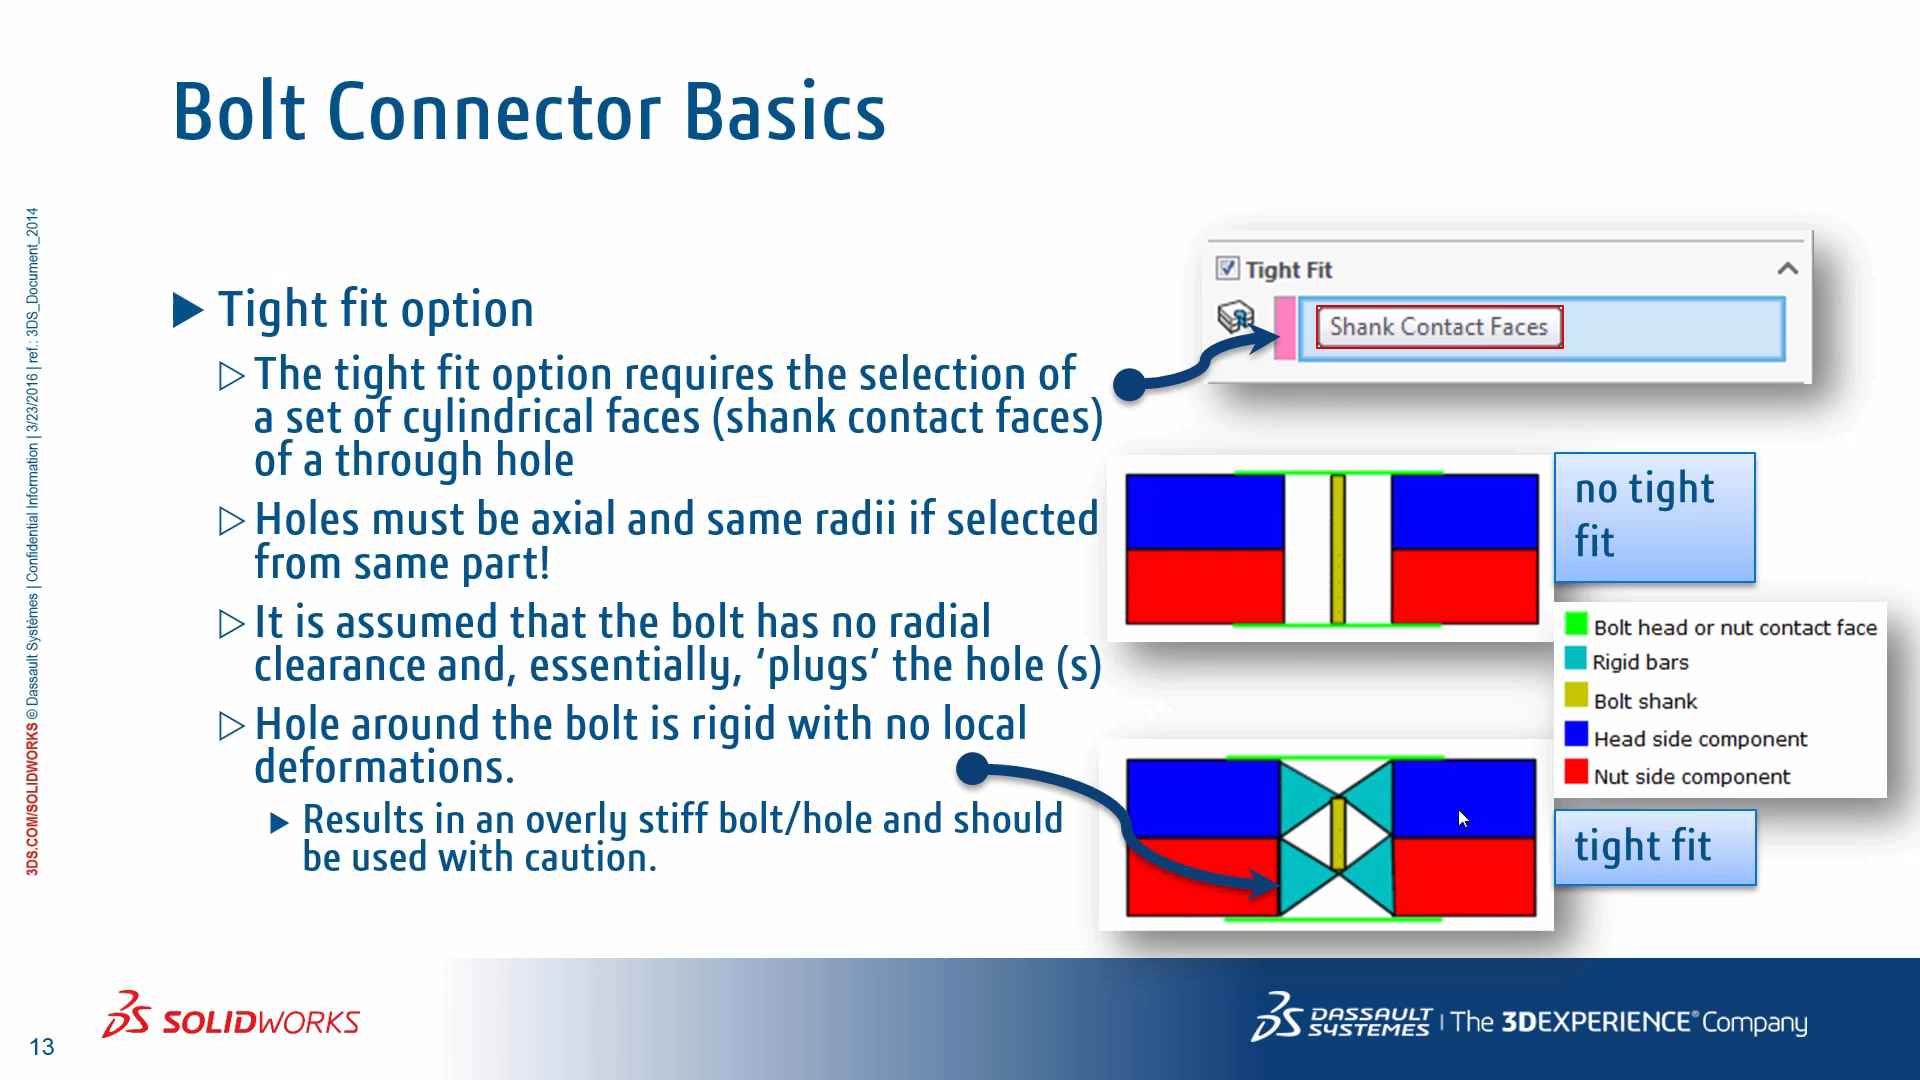 Bolt Connector Basics
Tight fit option
The tight fit option requires the selection of
a set of cylindrical faces (shank contact faces)
of a through hole
Holes must be axial and same radii if selected
from same part!
It is assumed that the bolt has no radial
clearance and, essentially, ‘plugs’ the hole (s)
Hole around the bolt is rigid with no local
deformations.
Results in an overly stiff bolt/hole and should
be used with caution.
Tight Fit
Shank Contact Faces
no tight
fit
Bolt head or nut contact face
Rigid bars
Bolt shank
Head side component
Nut side component
tight fit
3DS.COM/SOLIDWORKS © Dassault Systèmes | Confidential Information | 3/23/2016 | ref.: 3DS_Document_2014
13
SOLIDWORKS
DASSAULT
SYSTEMES
The 3DEXPERIENCE® Company